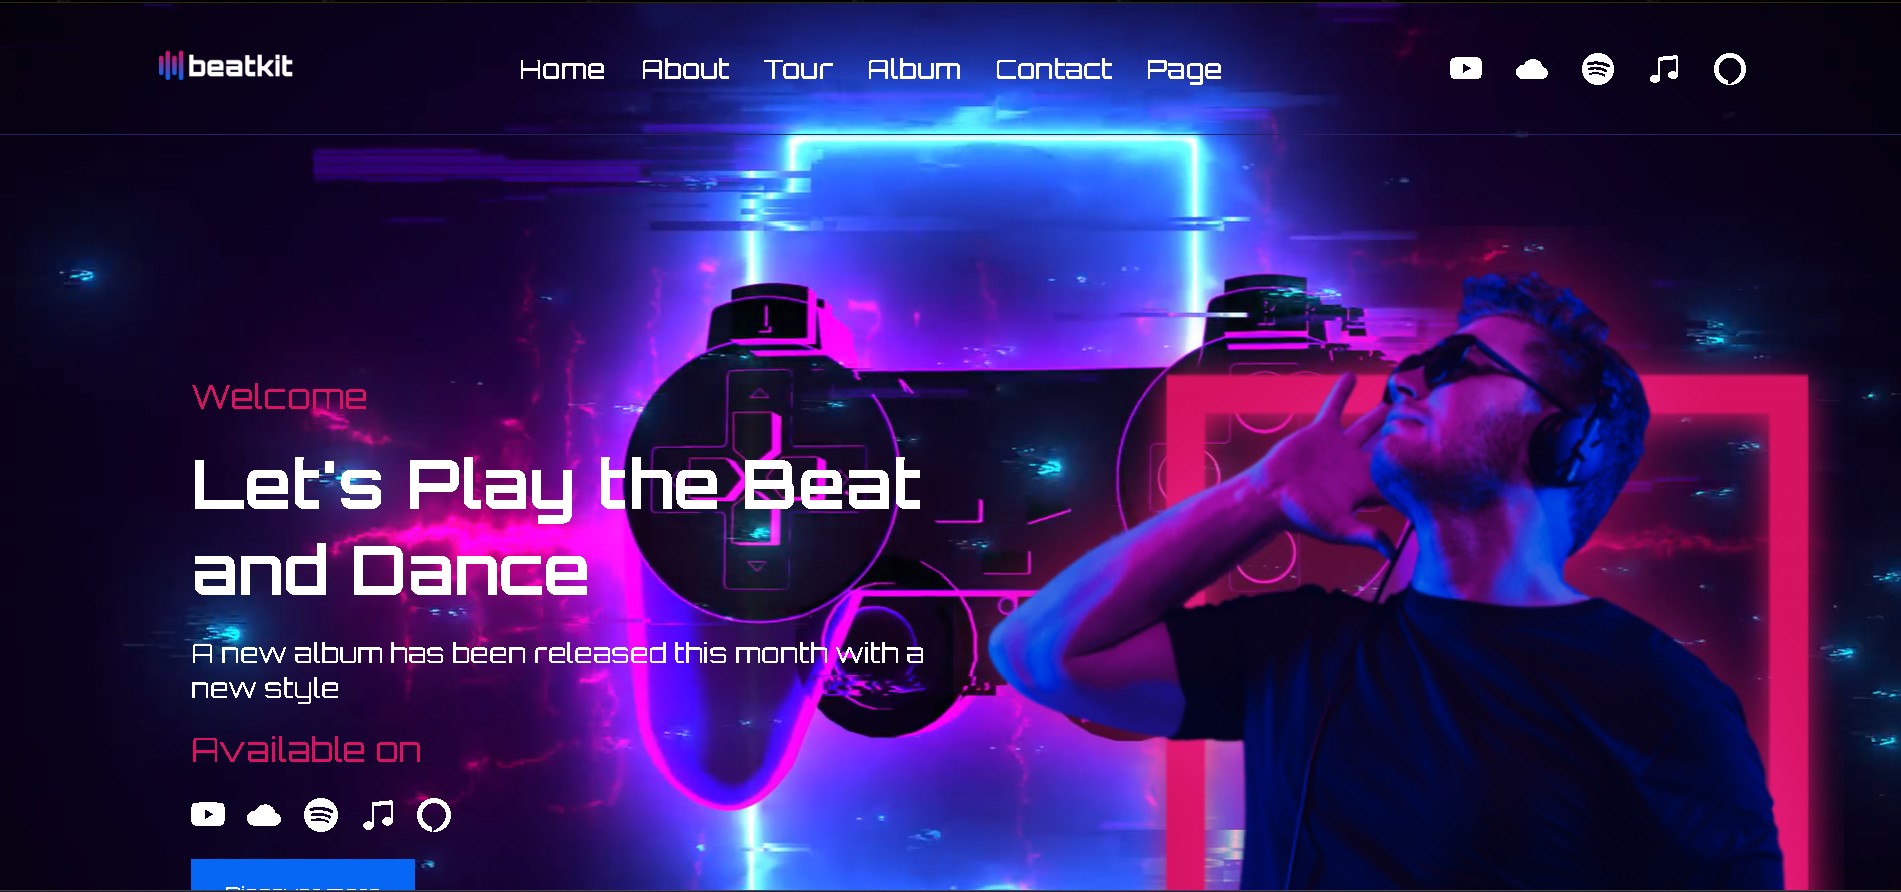 beatkit
Home About Tour Album Contact Page
Welcome
Let's Play the Beat
and Dance
A new album has been released this month with a
new style
Available on